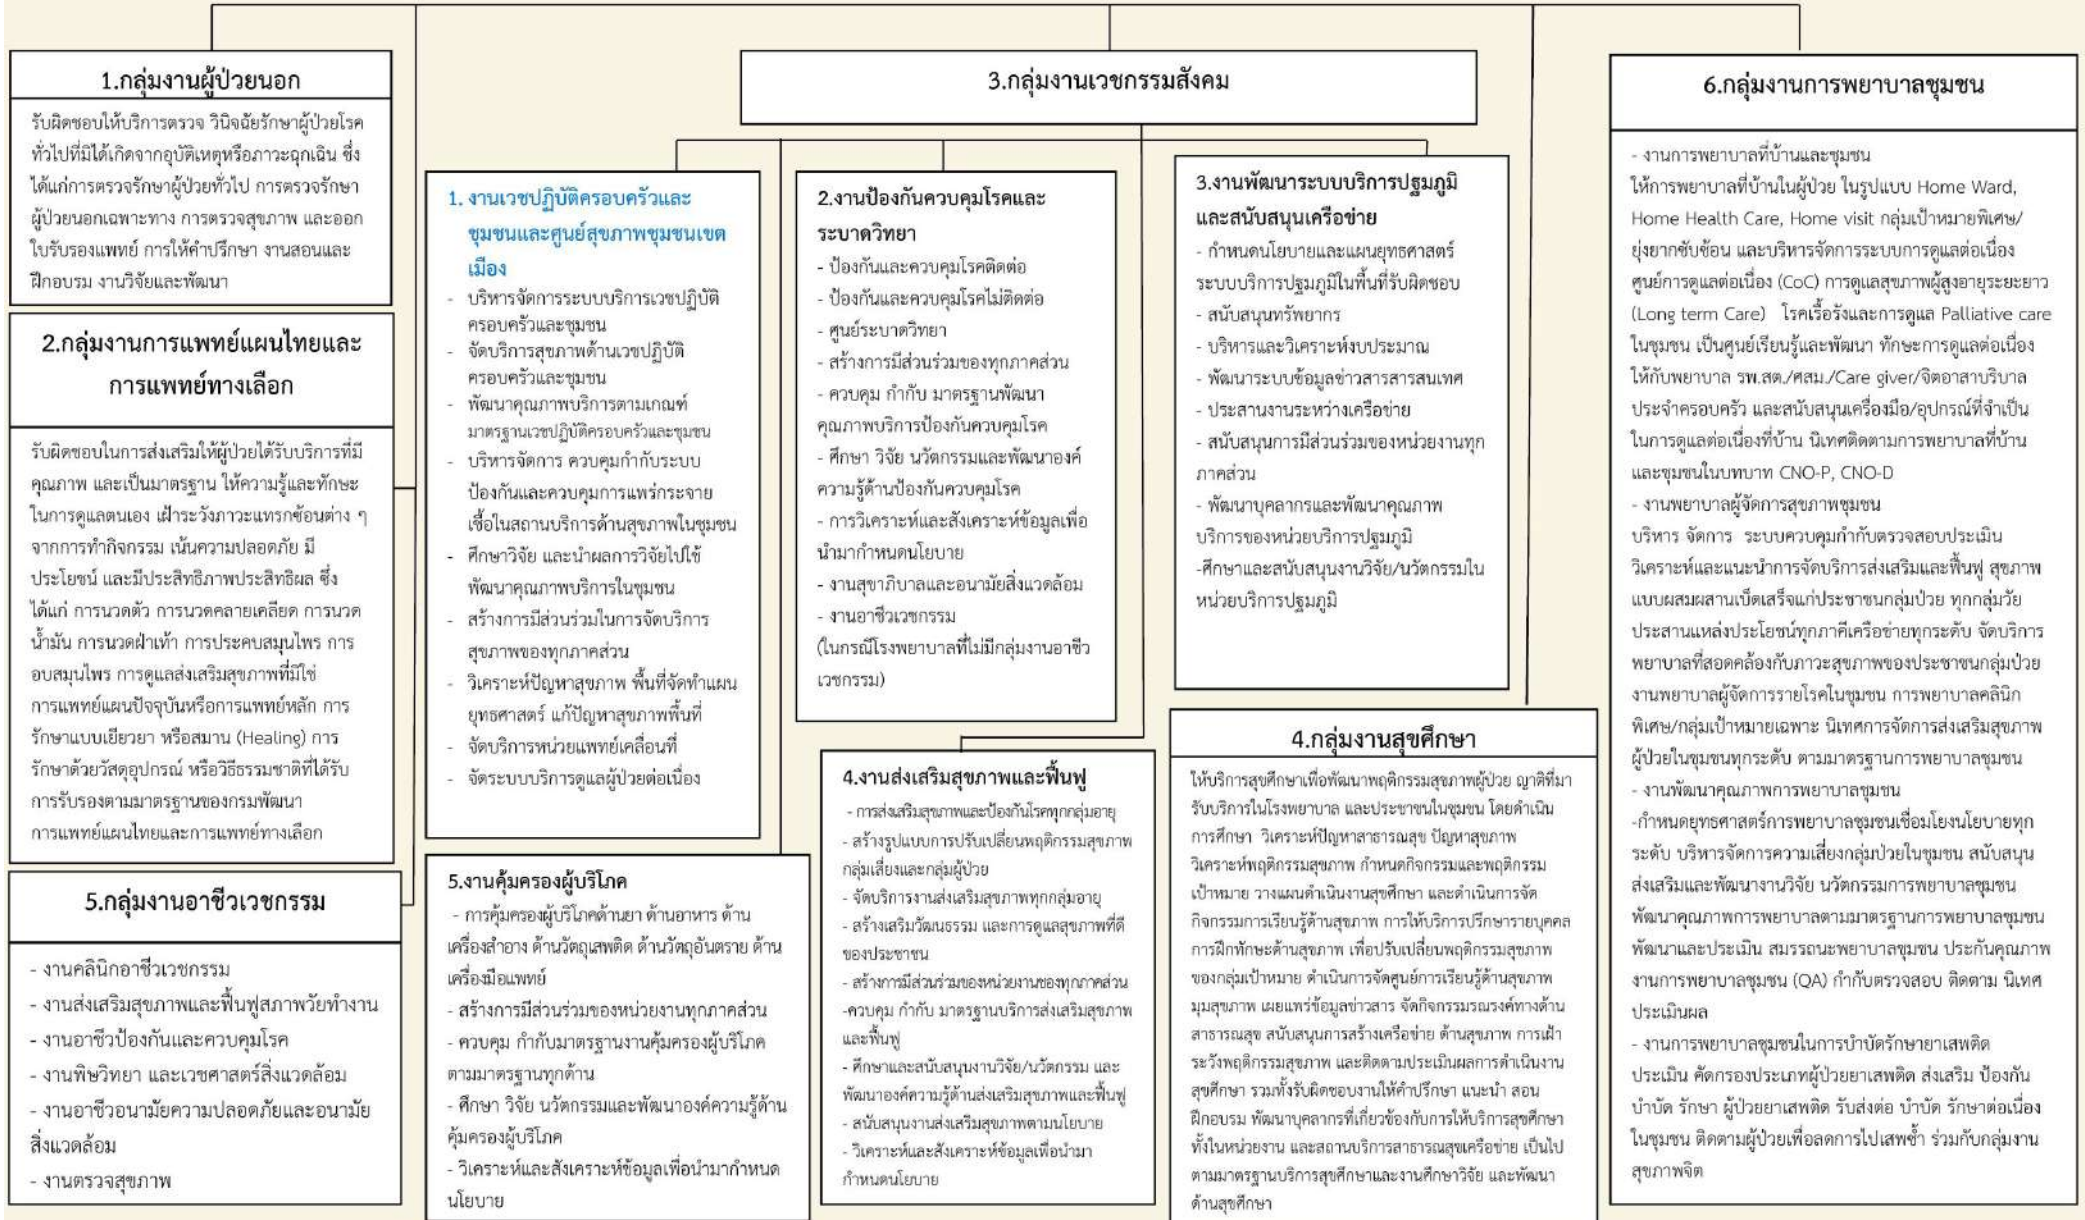 1.กลุ่มงานผู้ป่วยนอก
รับผิดชอบให้บริการตรวจ วินิจฉัยรักษาผู้ป่วยโรค
ทั่วไปที่มิได้เกิดจากอุบัติเหตุหรือภาวะฉุกเฉิน ซึ่ง
ได้แก่การตรวจรักษาผู้ป่วยทั่วไป การตรวจรักษา
ผู้ป่วยนอกเฉพาะทาง การตรวจสุขภาพ และออก
ใบรับรองแพทย์ การให้คำปรึกษา งานสอนและ
ฝึกอบรม งานวิจัยและพัฒนา
2.กลุ่มงานการแพทย์แผนไทยและ
การแพทย์ทางเลือก
รับผิดชอบในการส่งเสริมให้ผู้ป่วยได้รับบริการที่มี
คุณภาพ และเป็นมาตรฐาน ให้ความรู้และทักษะ
ในการดูแลตนเอง เฝ้าระวังภาวะแทรกซ้อนต่าง ๆ
จากการทำกิจกรรม เน้นความปลอดภัย มี
ประโยชน์ และมีประสิทธิภาพประสิทธิผล ซึ่ง
ได้แก่ การนวดตัว การนวดคลายเคลียด การนวด
น้ำมัน การนวดฝ่าเท้า การประคบสมุนไพร การ
อบสมุนไพร การดูแลส่งเสริมสุขภาพที่มิใช่
การแพทย์แผนปัจจุบันหรือการแพทย์หลัก การ
รักษาแบบเยียวยา หรือสมาน (Healing) การ
รักษาด้วยวัสดุอุปกรณ์ หรือวิธีธรรมชาติที่ได้รับ
การรับรองตามมาตรฐานของกรมพัฒนา
การแพทย์แผนไทยและการแพทย์ทางเลือก
5.กลุ่มงานอาชีวเวชกรรม
- งานคลินิกอาชีวเวชกรรม
- งานส่งเสริมสุขภาพและฟื้นฟูสภาพวัยทำงาน
- งานอาชีวป้องกันและควบคุมโรค
- งานพิษวิทยา และเวชศาสตร์สิ่งแวดล้อม
- งานอาชีวอนามัยความปลอดภัยและอนามัย
สิ่งแวดล้อม
- งานตรวจสุขภาพ
3.กลุ่มงานเวชกรรมสังคม
1. งานเวชปฏิบัติครอบครัวและ
ชุมชนและศูนย์สุขภาพชุมชนเขต
เมือง
- บริหารจัดการระบบบริการเวชปฏิบัติ
ครอบครัวและชุมชน
- จัดบริการสุขภาพด้านเวชปฏิบัติ
ครอบครัวและชุมชน
- พัฒนาคุณภาพบริการตามเกณฑ์
มาตรฐานเวชปฏิบัติครอบครัวและชุมชน
- บริหารจัดการ ควบคุมกำกับระบบ
ป้องกันและควบคุมการแพร่กระจาย
เชื้อในสถานบริการด้านสุขภาพในชุมชน
- ศึกษาวิจัย และนำผลการวิจัยไปใช้
พัฒนาคุณภาพบริการในชุมชน
- สร้างการมีส่วนร่วมในการจัดบริการ
สุขภาพของทุกภาคส่วน
- วิเคราะห์ปัญหาสุขภาพ พื้นที่จัดทำแผน
ยุทธศาสตร์ แก้ปัญหาสุขภาพพื้นที่
- จัดบริการหน่วยแพทย์เคลื่อนที่
- จัดระบบบริการดูแลผู้ป่วยต่อเนื่อง
2.งานป้องกันควบคุมโรคและ
ระบาดวิทยา
- ป้องกันและควบคุมโรคติดต่อ
- ป้องกันและควบคุมโรคไม่ติดต่อ
- ศูนย์ระบาดวิทยา
- สร้างการมีส่วนร่วมของทุกภาคส่วน
- ควบคุม กำกับ มาตรฐานพัฒนา
คุณภาพบริการป้องกันควบคุมโรค
- ศึกษา วิจัย นวัตกรรมและพัฒนาองค์
ความรู้ด้านป้องกันควบคุมโรค
- การวิเคราะห์และสังเคราะห์ข้อมูลเพื่อ
นำมากำหนดนโยบาย
- งานสุขาภิบาลและอนามัยสิ่งแวดล้อม
- งานอาชีวเวชกรรม
(ในกรณีโรงพยาบาลที่ไม่มีกลุ่มงานอาชีว
เวชกรรม)
3.งานพัฒนาระบบบริการปฐมภูมิ
และสนับสนุนเครือข่าย
- กำหนดนโยบายและแผนยุทธศาสตร์
ระบบบริการปฐมภูมิในพื้นที่รับผิดชอบ
- สนับสนุนทรัพยากร
- บริหารและวิเคราะห์งบประมาณ
- พัฒนาระบบข้อมูลข่าวสารสารสนเทศ
- ประสานงานระหว่างเครือข่าย
- สนับสนุนการมีส่วนร่วมของหน่วยงานทุก
ภาคส่วน
- พัฒนาบุคลากรและพัฒนาคุณภาพ
บริการของหน่วยบริการปฐมภูมิ
-ศึกษาและสนับสนุนงานวิจัย/นวัตกรรมใน
หน่วยบริการปฐมภูมิ
5.งานคุ้มครองผู้บริโภค
- การคุ้มครองผู้บริโภคด้านยา ด้านอาหาร ด้าน
เครื่องสำอาง ด้านวัตถุเสพติด ด้านวัตถุอันตราย ด้าน
เครื่องมือแพทย์
- สร้างการมีส่วนร่วมของหน่วยงานทุกภาคส่วน
- ควบคุม กำกับมาตรฐานงานคุ้มครองผู้บริโภค
ตามมาตรฐานทุกด้าน
- ศึกษา วิจัย นวัตกรรมและพัฒนาองค์ความรู้ด้าน
คุ้มครองผู้บริโภค
- วิเคราะห์และสังเคราะห์ข้อมูลเพื่อนำมากำหนด
นโยบาย
4.งานส่งเสริมสุขภาพและฟื้นฟู
- การส่งเสริมสุขภาพและป้องกันโรคทุกกลุ่มอายุ
- สร้างรูปแบบการปรับเปลี่ยนพฤติกรรมสุขภาพ
กลุ่มเสี่ยงและกลุ่มผู้ป่วย
- จัดบริการงานส่งเสริมสุขภาพทุกกลุ่มอายุ
- สร้างเสริมวัฒนธรรม และการดูแลสุขภาพที่ดี
ของประชาชน
- สร้างการมีส่วนร่วมของหน่วยงานของทุกภาคส่วน
-ควบคุม กำกับ มาตรฐานบริการส่งเสริมสุขภาพ
และฟื้นฟู
- ศึกษาและสนับสนุนงานวิจัย/นวัตกรรม และ
พัฒนาองค์ความรู้ด้านส่งเสริมสุขภาพและฟื้นฟู
- สนับสนุนงานส่งเสริมสุขภาพตามนโยบาย
- วิเคราะห์และสังเคราะห์ข้อมูลเพื่อนำมา
กำหนดนโยบาย
4.กลุ่มงานสุขศึกษา
ให้บริการสุขศึกษาเพื่อพัฒนาพฤติกรรมสุขภาพผู้ป่วย ญาติที่มา
รับบริการในโรงพยาบาล และประชาชนในชุมชน โดยดำเนิน
การศึกษา วิเคราะห์ปัญหาสาธารณสุข ปัญหาสุขภาพ
วิเคราะห์พฤติกรรมสุขภาพ กำหนดกิจกรรมและพฤติกรรม
เป้าหมาย วางแผนดำเนินงานสุขศึกษา และดำเนินการจัด
กิจกรรมการเรียนรู้ด้านสุขภาพ การให้บริการปรึกษารายบุคคล
การฝึกทักษะด้านสุขภาพ เพื่อปรับเปลี่ยนพฤติกรรมสุขภาพ
ของกลุ่มเป้าหมาย ดำเนินการจัดศูนย์การเรียนรู้ด้านสุขภาพ
มุมสุขภาพ เผยแพร่ข้อมูลข่าวสาร จัดกิจกรรมรณรงค์ทางด้าน
สาธารณสุข สนับสนุนการสร้างเครือข่าย ด้านสุขภาพ การเฝ้า
ระวังพฤติกรรมสุขภาพ และติดตามประเมินผลการดำเนินงาน
สุขศึกษา รวมทั้งรับผิดชอบงานให้คำปรึกษา แนะนำ สอน
ฝึกอบรม พัฒนาบุคลากรที่เกี่ยวข้องกับการให้บริการสุขศึกษา
ทั้งในหน่วยงาน และสถานบริการสาธารณสุขเครือข่าย เป็นไป
ตามมาตรฐานบริการสุขศึกษาและงานศึกษาวิจัย และพัฒนา
ด้านสุขศึกษา
6.กลุ่มงานการพยาบาลชุมชน
- งานการพยาบาลที่บ้านและชุมชน
ให้การพยาบาลที่บ้านในผู้ป่วย ในรูปแบบ Home Ward,
Home Health Care, Home visit กลุ่มเป้าหมายพิเศษ/
ยุ่งยากซับซ้อน และบริหารจัดการระบบการดูแลต่อเนื่อง
ศูนย์การดูแลต่อเนื่อง (CoC) การดูแลสุขภาพผู้สูงอายุระยะยาว
(Long term Care) โรคเรื้อรังและการดูแล Palliative care
ในชุมชน เป็นศูนย์เรียนรู้และพัฒนา ทักษะการดูแลต่อเนื่อง
ให้กับพยาบาล รพ.สต./ศสม./Care giver/จิตอาสาบริบาล
ประจำครอบครัว และสนับสนุนเครื่องมือ/อุปกรณ์ที่จำเป็น
ในการดูแลต่อเนื่องที่บ้าน นิเทศติดตามการพยาบาลที่บ้าน
และชุมชนในบทบาท CNO-P, CNO-D
- งานพยาบาลผู้จัดการสุขภาพชุมชน
บริหาร จัดการ ระบบควบคุมกำกับตรวจสอบประเมิน
วิเคราะห์และแนะนำการจัดบริการส่งเสริมและฟื้นฟู สุขภาพ
แบบผสมผสานเบ็ดเสร็จแก่ประชาชนกลุ่มป่วย ทุกกลุ่มวัย
ประสานแหล่งประโยชน์ทุกภาคีเครือข่ายทุกระดับ จัดบริการ
พยาบาลที่สอดคล้องกับภาวะสุขภาพของประชาชนกลุ่มป่วย
งานพยาบาลผู้จัดการรายโรคในชุมชน การพยาบาลคลินิก
พิเศษ/กลุ่มเป้าหมายเฉพาะ นิเทศการจัดการส่งเสริมสุขภาพ
ผู้ป่วยในชุมชนทุกระดับ ตามมาตรฐานการพยาบาลชุมชน
- งานพัฒนาคุณภาพการพยาบาลชุมชน
-กำหนดยุทธศาสตร์การพยาบาลชุมชนเชื่อมโยงนโยบายทุก
ระดับ บริหารจัดการความเสี่ยงกลุ่มป่วยในชุมชน สนับสนุน
ส่งเสริมและพัฒนางานวิจัย นวัตกรรมการพยาบาลชุมชน
พัฒนาคุณภาพการพยาบาลตามมาตรฐานการพยาบาลชุมชน
พัฒนาและประเมิน สมรรถนะพยาบาลชุมชน ประกันคุณภาพ
งานการพยาบาลชุมชน (QA) กำกับตรวจสอบ ติดตาม นิเทศ
ประเมินผล
- งานการพยาบาลชุมชนในการบำบัดรักษายาเสพติด
ประเมิน คัดกรองประเภทผู้ป่วยยาเสพติด ส่งเสริม ป้องกัน
บำบัด รักษา ผู้ป่วยยาเสพติด รับส่งต่อ บำบัด รักษาต่อเนื่อง
ในชุมชน ติดตามผู้ป่วยเพื่อลดการไปเสพซ้ำ ร่วมกับกลุ่มงาน
สุขภาพจิต